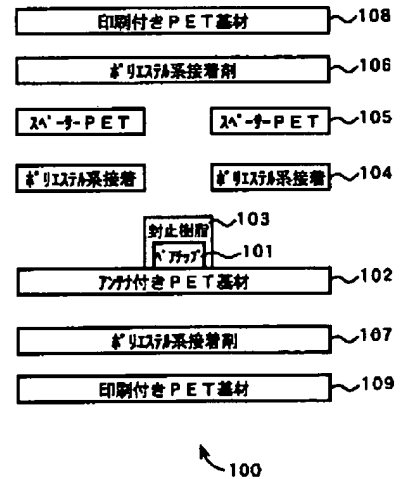 印刷付きPET基材 108
ポリエステル系接着剤 106
スペーサーPET スペーサーPET 105
ポリエステル系接着 ポリエステル系接着 104
封止樹脂 103
ベアチップ 101
アンテナ付きPET基材 102
ポリエステル系接着剤 107
印刷付きPET基材 109
100